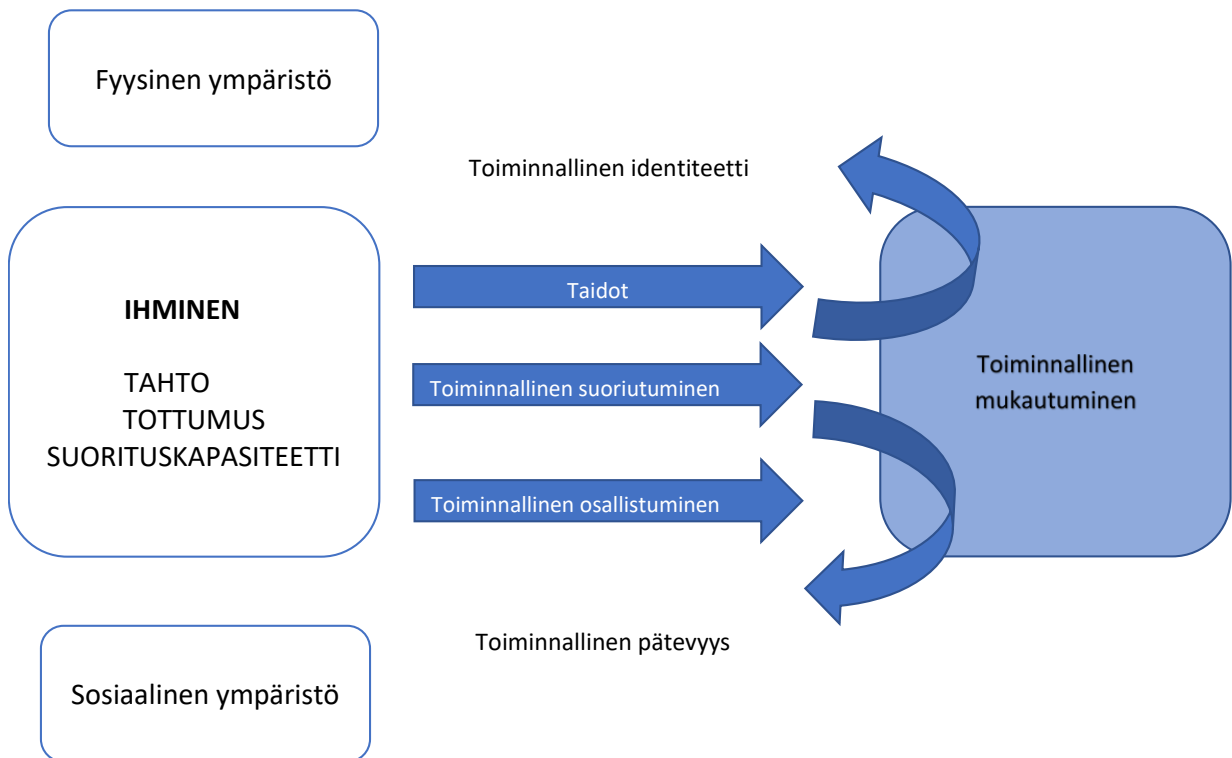 Fyysinen ympäristö
Toiminnallinen identiteetti
IHMINEN
TAHTO
TOTTUMUS
SUORITUSKAPASITEETTI
Taidot
Toiminnallinen suoriutuminen
Toiminnallinen osallistuminen
Toiminnallinen
mukautuminen
Toiminnallinen pätevyys
Sosiaalinen ympäristö